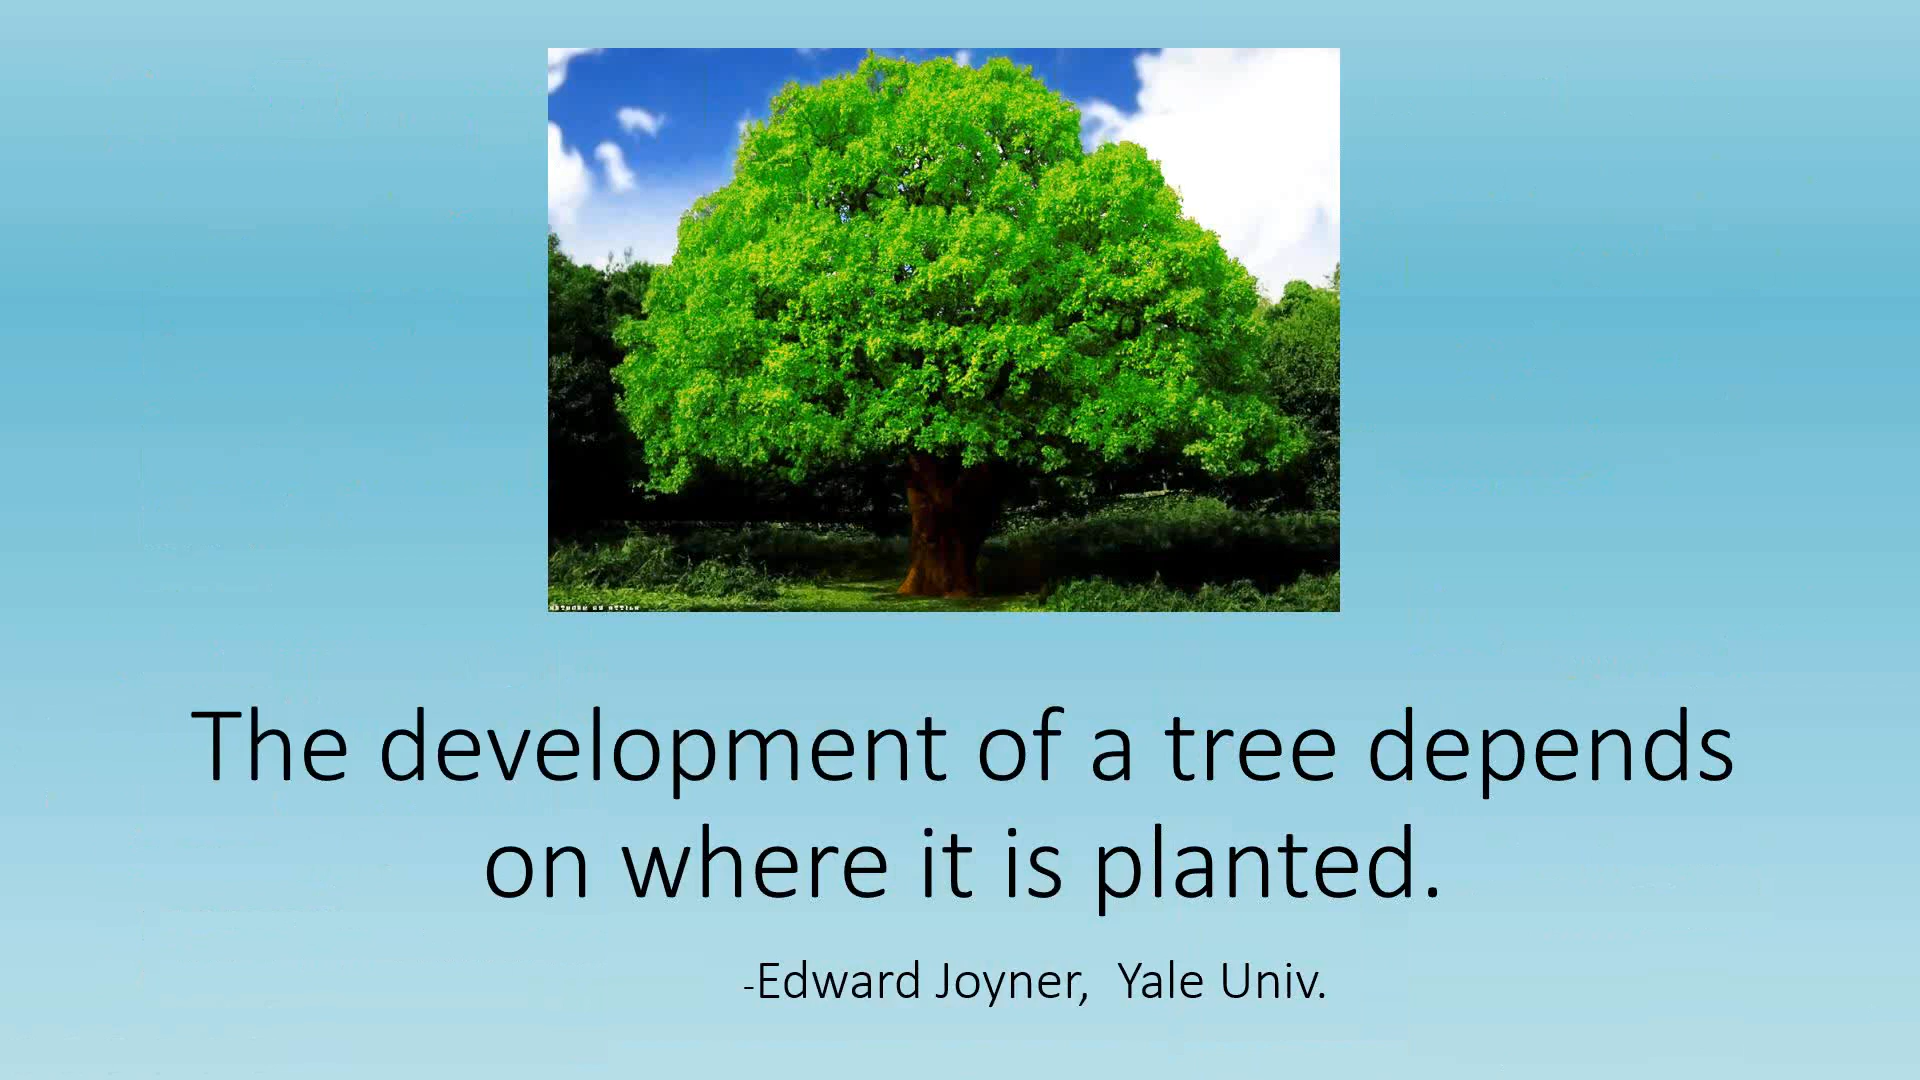 The development of a tree depends
on where it is planted.
-Edward Joyner,  Yale Univ.